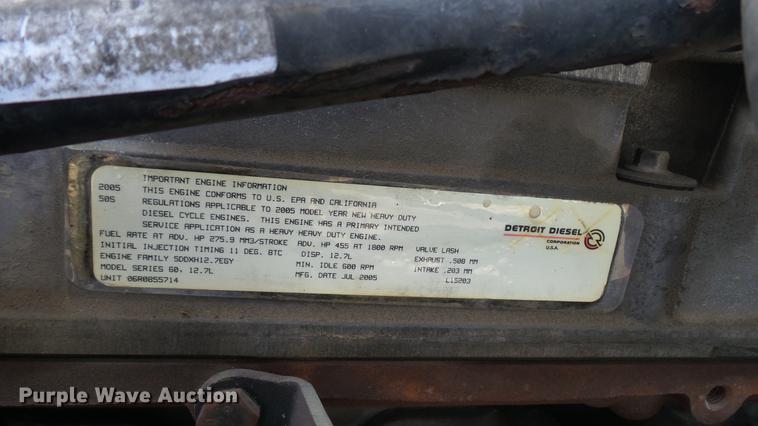 IMPORTANT ENGINE INFORMATION
2005 THIS ENGINE CONFORMS TO U.S. EPA AND CALIFORNIA
50S REGULATIONS APPLICABLE TO 2005 MODEL YEAR NEW HEAVY DUTY
DIESEL CYCLE ENGINES. THIS ENGINE HAS A PRIMARY INTENDED
SERVICE APPLICATION AS A HEAVY HEAVY DUTY ENGINE.
FUEL RATE AT ADV. HP 275.9 MM3/STROKE ADV. HP 455 AT 1800 RPM VALVE LASH
INITIAL INJECTION TIMING 11 DEG. BTC DISP. 12.7L EXHAUST .508 MM
ENGINE FAMILY 5DDXH12.7EGY MIN. IDLE 600 RPM INTAKE .203 MM
MODEL SERIES 60, 12.7L MFG. DATE JUL 2005 L15203
UNIT 06R0855714
DETROIT DIESEL
CORPORATION
Purple Wave Auction